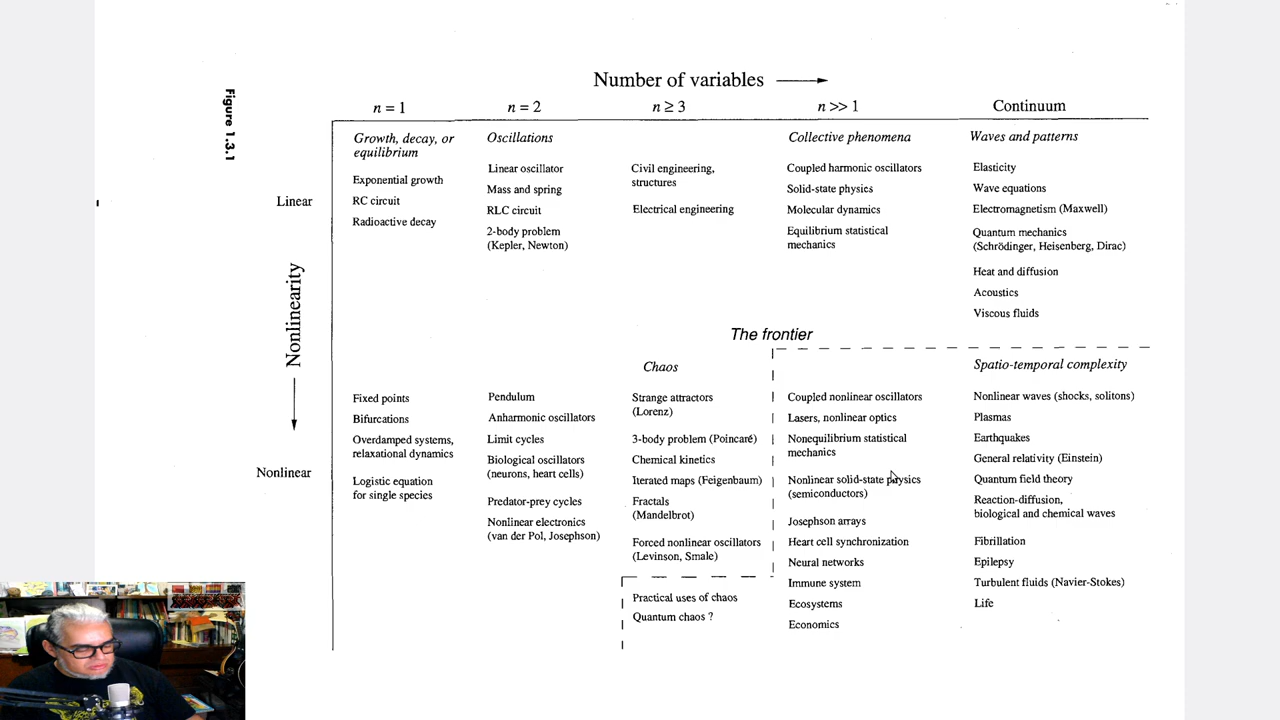 Number of variables
Figure 1.3.1
n = 1
n = 2
n ≥ 3
n >> 1
Continuum
Linear
Growth, decay, or
equilibrium
Exponential growth
RC circuit
Radioactive decay
Oscillations
Linear oscillator
Mass and spring
RLC circuit
2-body problem
(Kepler, Newton)
Civil engineering,
structures
Electrical engineering
Collective phenomena
Coupled harmonic oscillators
Solid-state physics
Molecular dynamics
Equilibrium statistical
mechanics
Waves and patterns
Elasticity
Wave equations
Electromagnetism (Maxwell)
Quantum mechanics
(Schrödinger, Heisenberg, Dirac)
Heat and diffusion
Acoustics
Viscous fluids
Nonlinearity
The frontier
Nonlinear
Fixed points
Bifurcations
Overdamped systems,
relaxational dynamics
Logistic equation
for single species
Pendulum
Anharmonic oscillators
Limit cycles
Biological oscillators
(neurons, heart cells)
Predator-prey cycles
Nonlinear electronics
(van der Pol, Josephson)
Chaos
Strange attractors
(Lorenz)
3-body problem (Poincaré)
Chemical kinetics
Iterated maps (Feigenbaum)
Fractals
(Mandelbrot)
Forced nonlinear oscillators
(Levinson, Smale)
Practical uses of chaos
Quantum chaos ?
Coupled nonlinear oscillators
Lasers, nonlinear optics
Nonequilibrium statistical
mechanics
Nonlinear solid-state physics
(semiconductors)
Josephson arrays
Heart cell synchronization
Neural networks
Immune system
Ecosystems
Economics
Spatio-temporal complexity
Nonlinear waves (shocks, solitons)
Plasmas
Earthquakes
General relativity (Einstein)
Quantum field theory
Reaction-diffusion,
biological and chemical waves
Fibrillation
Epilepsy
Turbulent fluids (Navier-Stokes)
Life